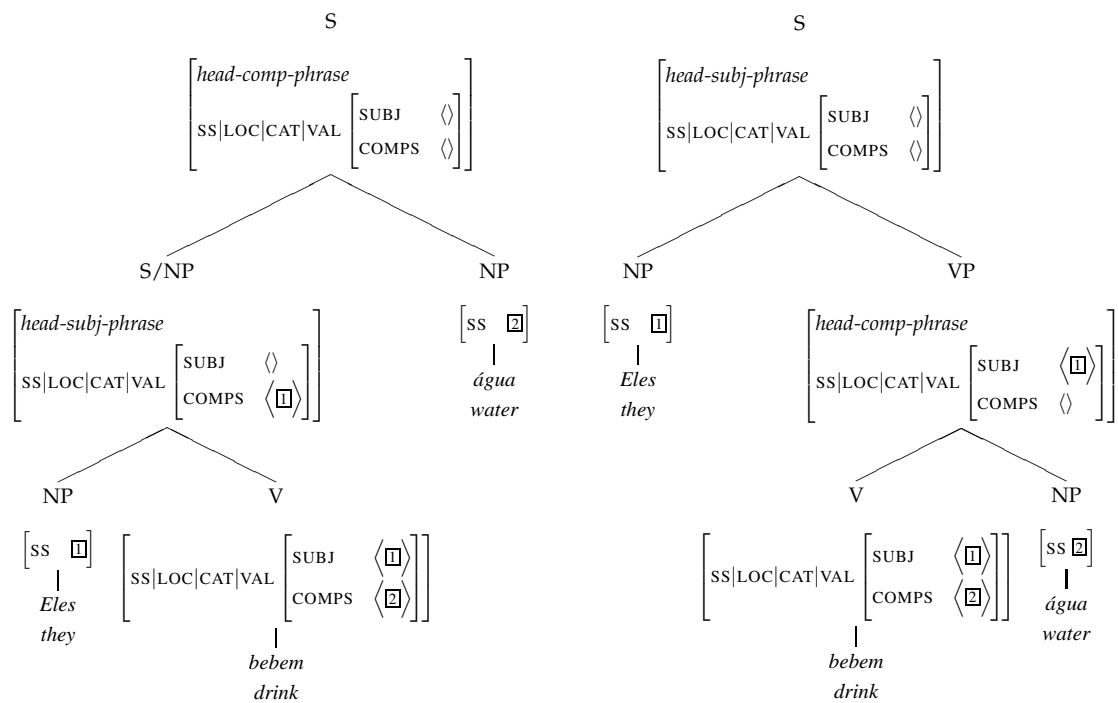 S
head-comp-phrase
SS|LOC|CAT|VAL
SUBJ ⟨⟩
COMPS ⟨⟩
S/NP
NP
head-subj-phrase
SS|LOC|CAT|VAL
SUBJ ⟨⟩
COMPS ⟨1⟩
SS 2
água
water
NP
V
SS 1
Eles
they
SS|LOC|CAT|VAL
SUBJ ⟨1⟩
COMPS ⟨2⟩
bebem
drink
S
head-subj-phrase
SS|LOC|CAT|VAL
SUBJ ⟨⟩
COMPS ⟨⟩
NP
VP
SS 1
Eles
they
head-comp-phrase
SS|LOC|CAT|VAL
SUBJ ⟨1⟩
COMPS ⟨⟩
V
NP
SS|LOC|CAT|VAL
SUBJ ⟨1⟩
COMPS ⟨2⟩
bebem
drink
SS 2
água
water